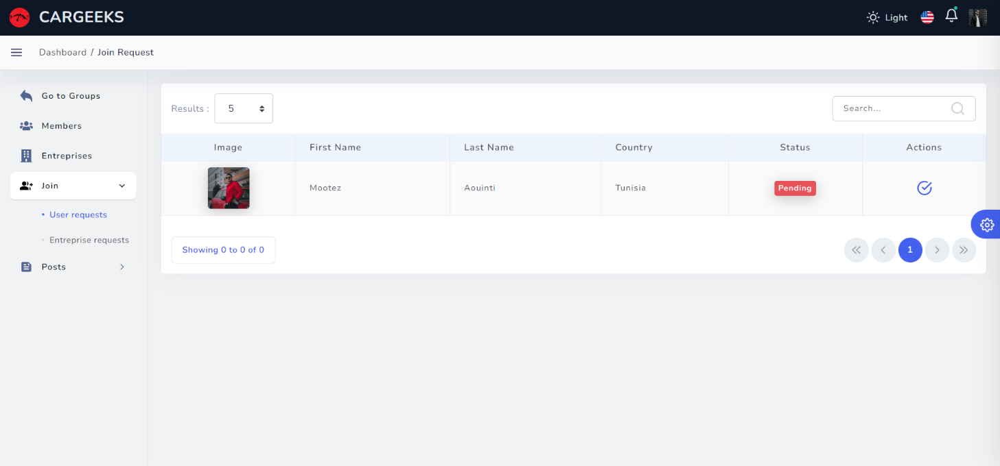 CARGEEKS
Light
Dashboard / Join Request
Go to Groups
Members
Entreprises
Join
• User requests
• Entreprise requests
Posts
Results : 5
Search...
Image First Name Last Name Country Status Actions
Mootez Aouinti Tunisia Pending
Showing 0 to 0 of 0
1